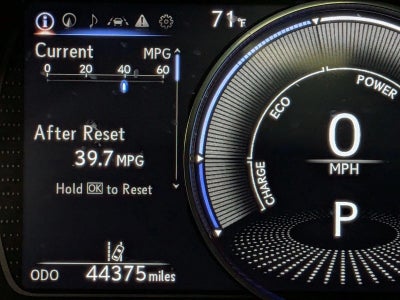 i
71°F
Current MPG
0 20 40 60
After Reset
39.7 MPG
Hold OK to Reset
ODO 44375 miles
CHARGE ECO POWER
0
MPH
P